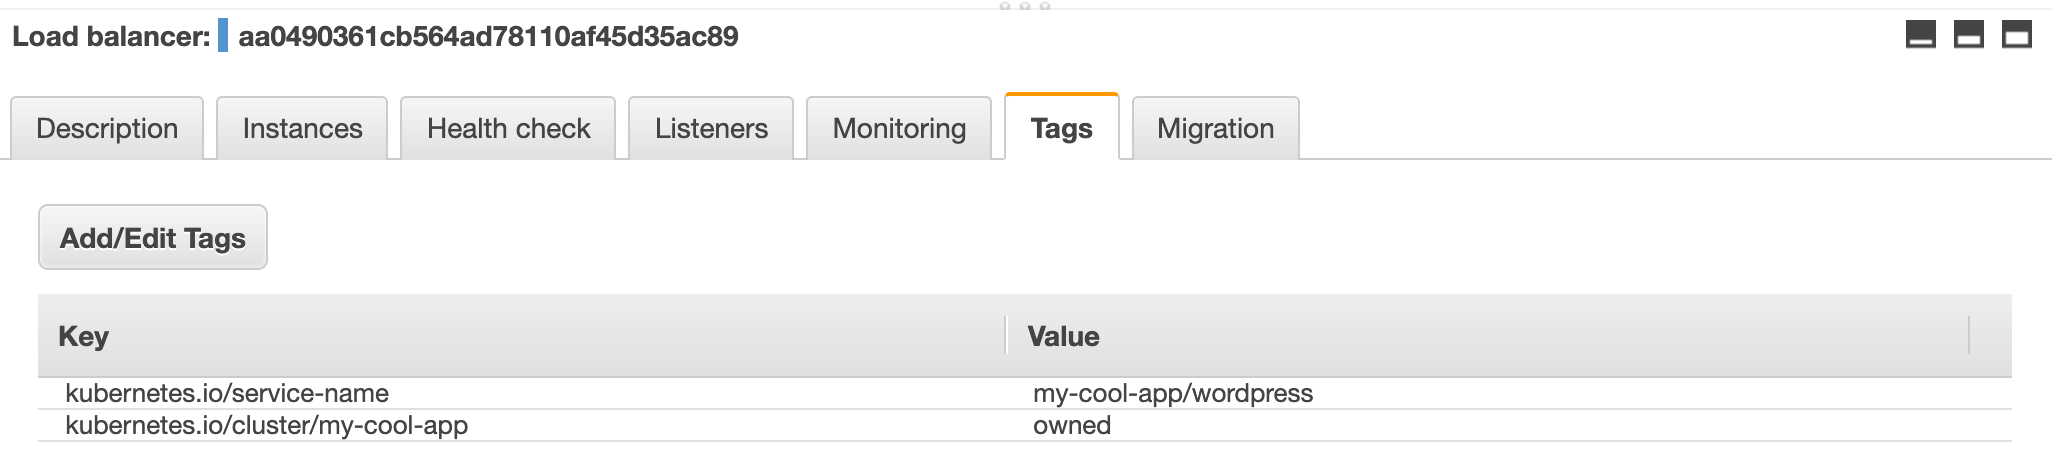 Load balancer: aa0490361cb564ad78110af45d35ac89
Description Instances Health check Listeners Monitoring Tags Migration
Add/Edit Tags
Key Value
kubernetes.io/service-name my-cool-app/wordpress
kubernetes.io/cluster/my-cool-app owned